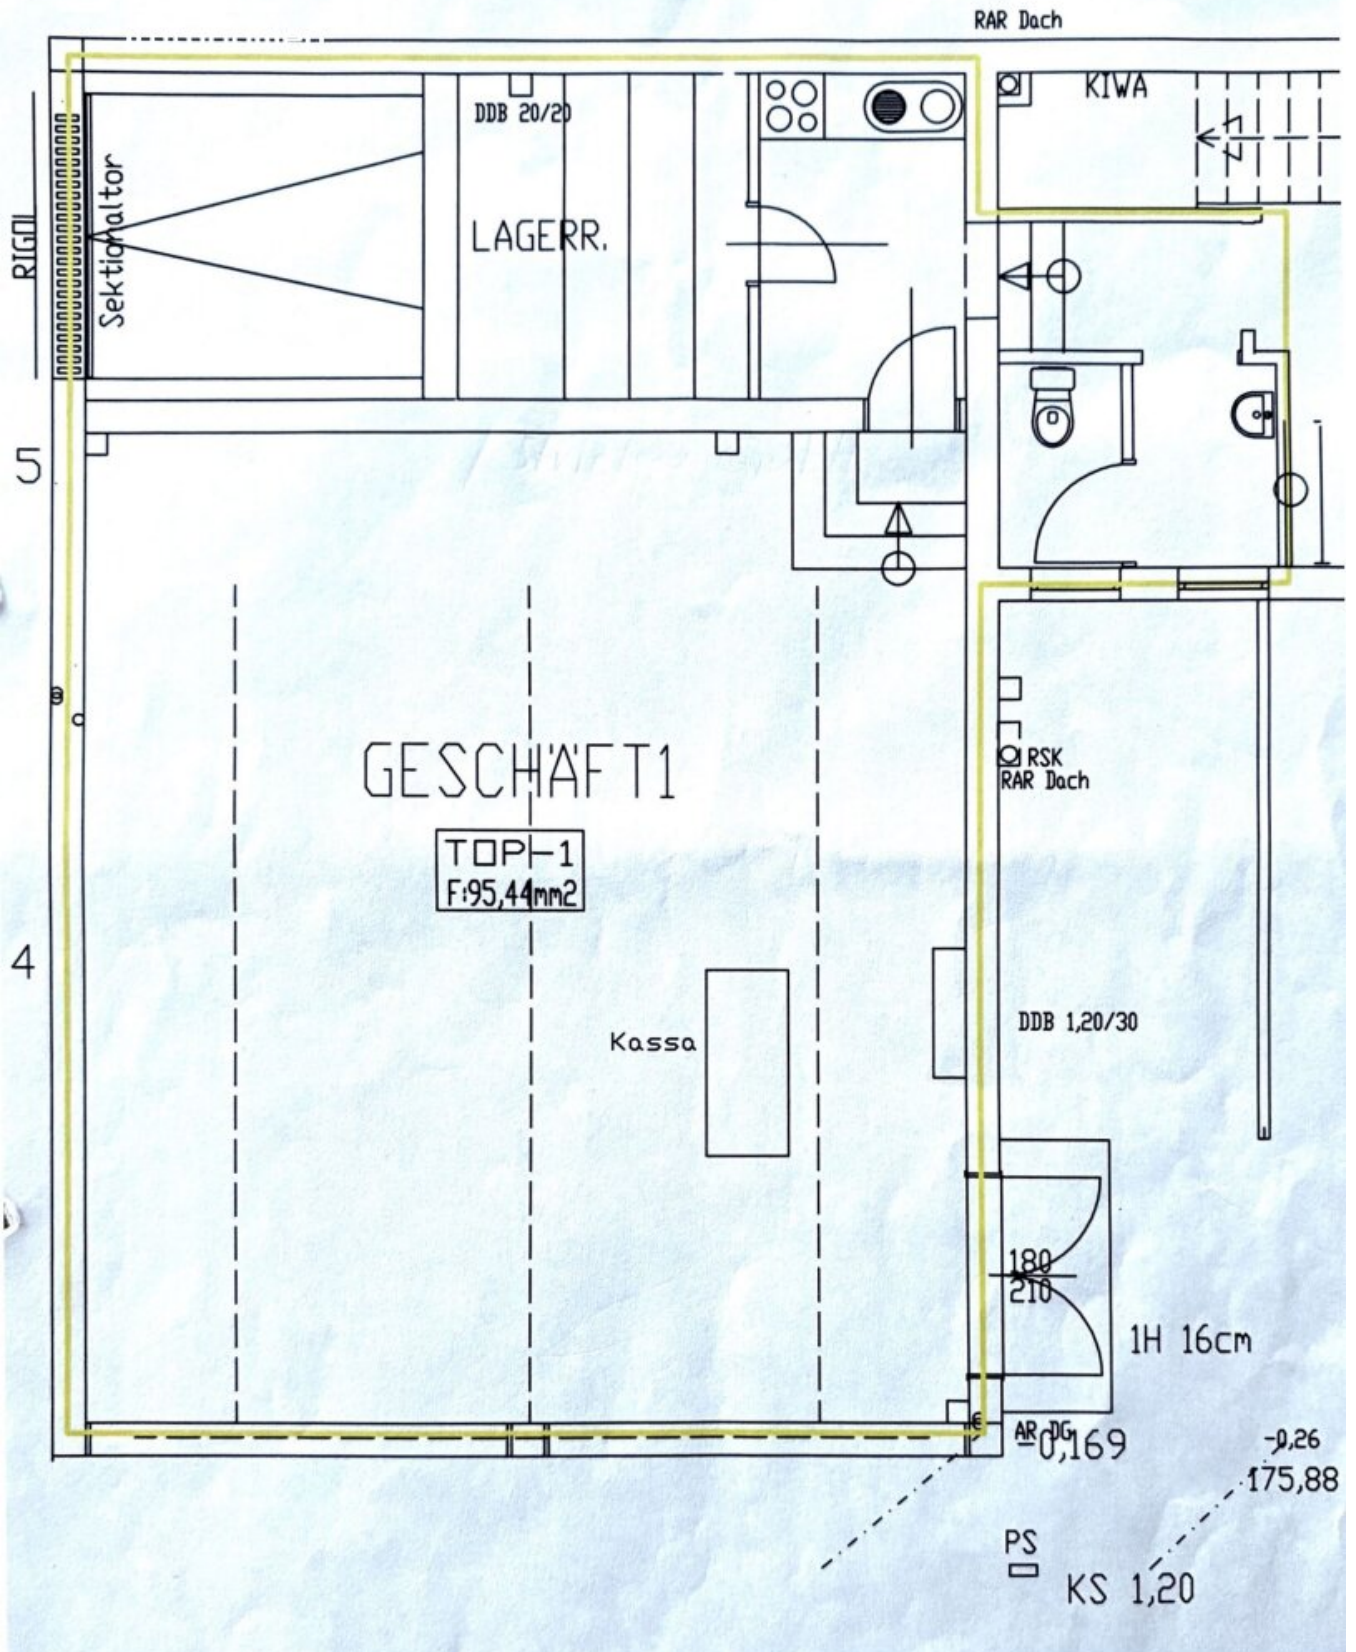 RAR Dach
KIWA
DDB 20/20
Sektionaltor
LAGERR.
RIGOL
5
GESCHÄFT1
RSK
RAR Dach
TOP-1
F:95,44mm2
4
DDB 1,20/30
Kassa
180
210
1H 16cm
AR DG
-0,169
-0,26
175,88
PS
KS 1,20